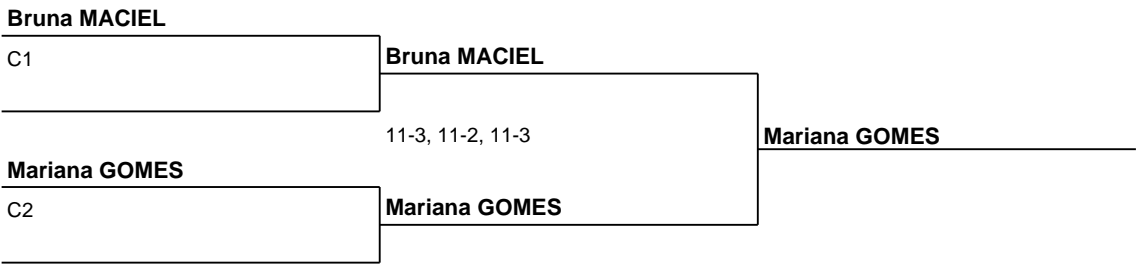 Bruna MACIEL
C1
Bruna MACIEL
11-3, 11-2, 11-3
Mariana GOMES
Mariana GOMES
C2
Mariana GOMES